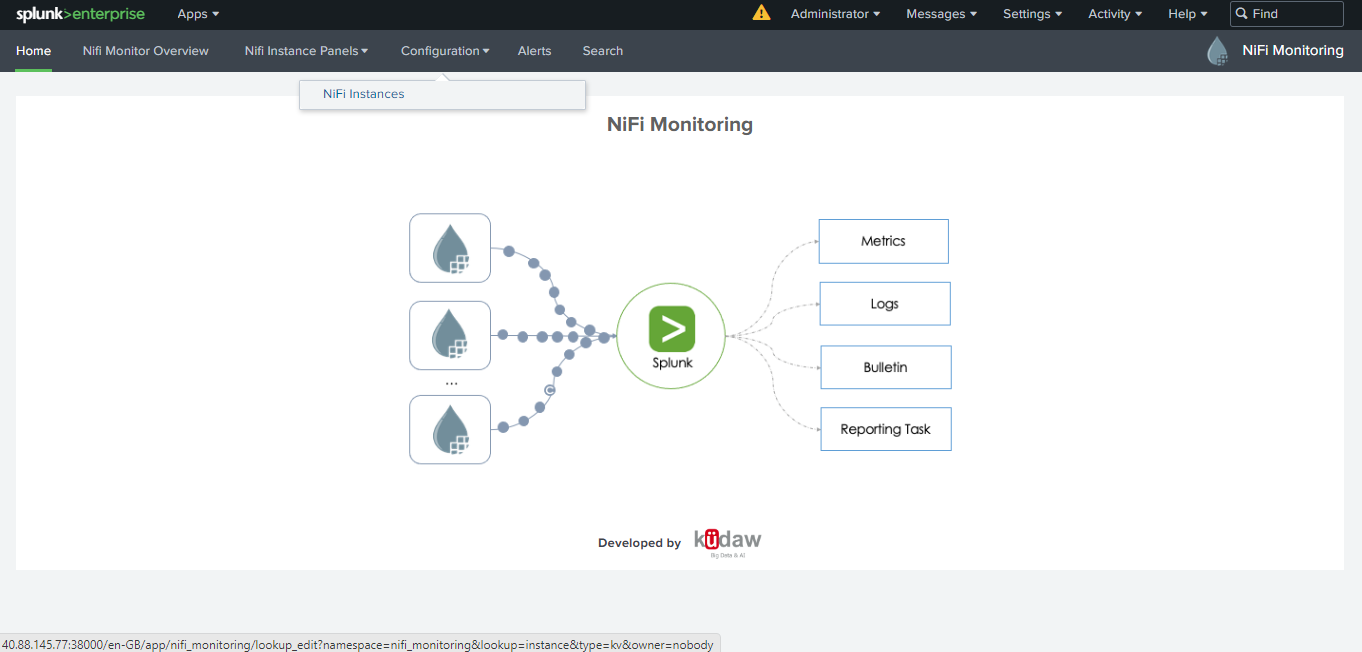 splunk>enterprise Apps Administrator Messages Settings Activity Help Find
Home Nifi Monitor Overview Nifi Instance Panels Configuration Alerts Search NiFi Monitoring
NiFi Instances
NiFi Monitoring
Metrics
Logs
Splunk
Bulletin
...
Reporting Task
Developed by küdaw
Big Data & AI
40.88.145.77:38000/en-GB/app/nifi_monitoring/lookup_edit?namespace=nifi_monitoring&lookup=instance&type=kv&owner=nobody